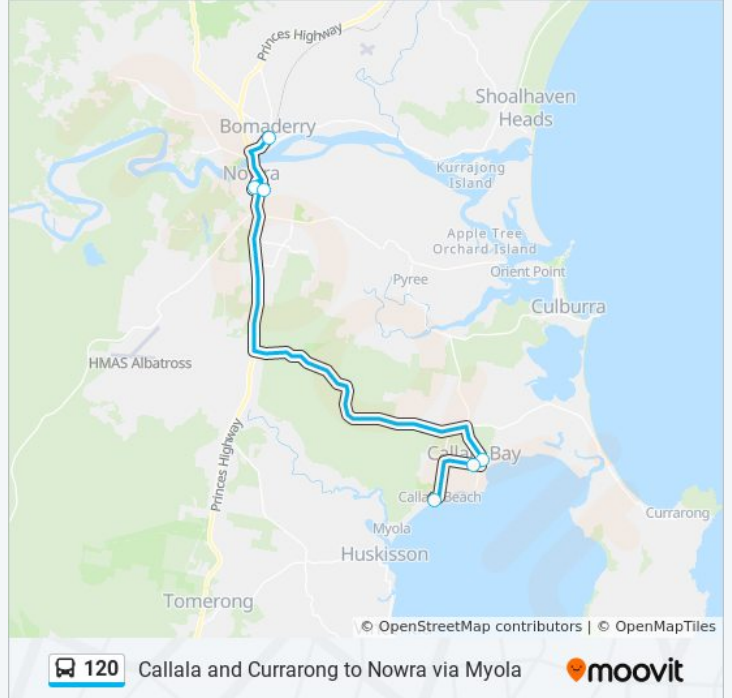 Princes Highway
Shoalhaven
Heads
Bomaderry
Kurrajong
Island
Nowra
Apple Tree
Orchard Island
Orient Point
Pyree
Culburra
HMAS Albatross
Princes Highway
Callala Bay
Callala Beach
Currarong
Myola
Huskisson
Tomerong
© OpenStreetMap contributors | © OpenMapTiles
120 Callala and Currarong to Nowra via Myola moovit